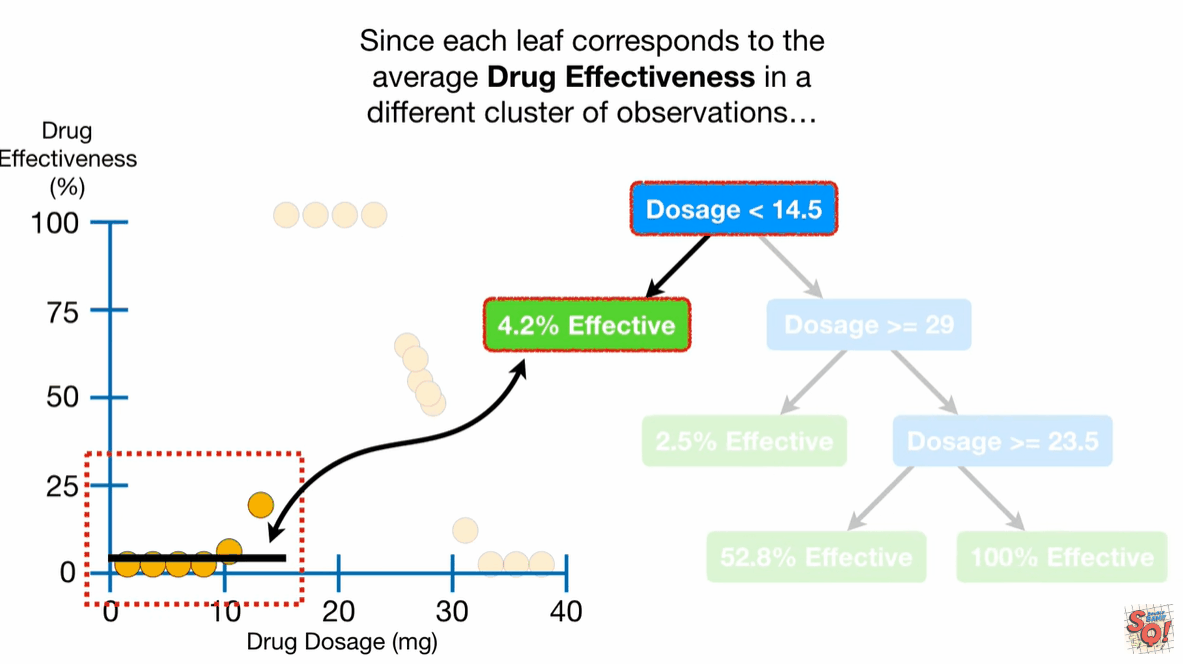 Since each leaf corresponds to the
average Drug Effectiveness in a
different cluster of observations…
Drug
Effectiveness
(%)
100
75
50
25
0
0
10
20
30
40
Drug Dosage (mg)
Dosage < 14.5
4.2% Effective
Dosage >= 29
2.5% Effective
Dosage >= 23.5
52.8% Effective
100% Effective
SQ!
DOUBLE
BAM!!